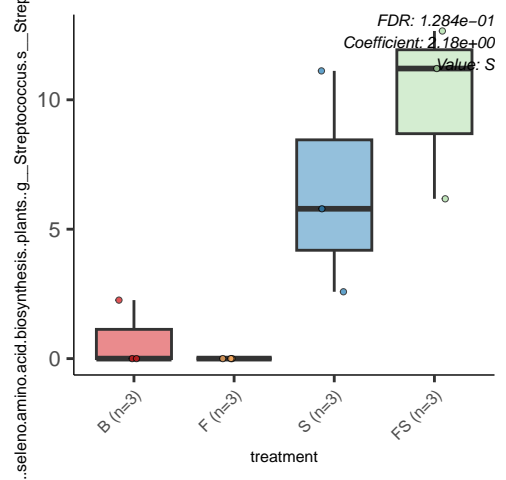 FDR: 1.284e−01
Coefficient: 2.18e+00
Value: S
..seleno.amino.acid.biosynthesis..plants..g__Streptococcus.s__Strep
10
5
0
B (n=3)
F (n=3)
S (n=3)
FS (n=3)
treatment